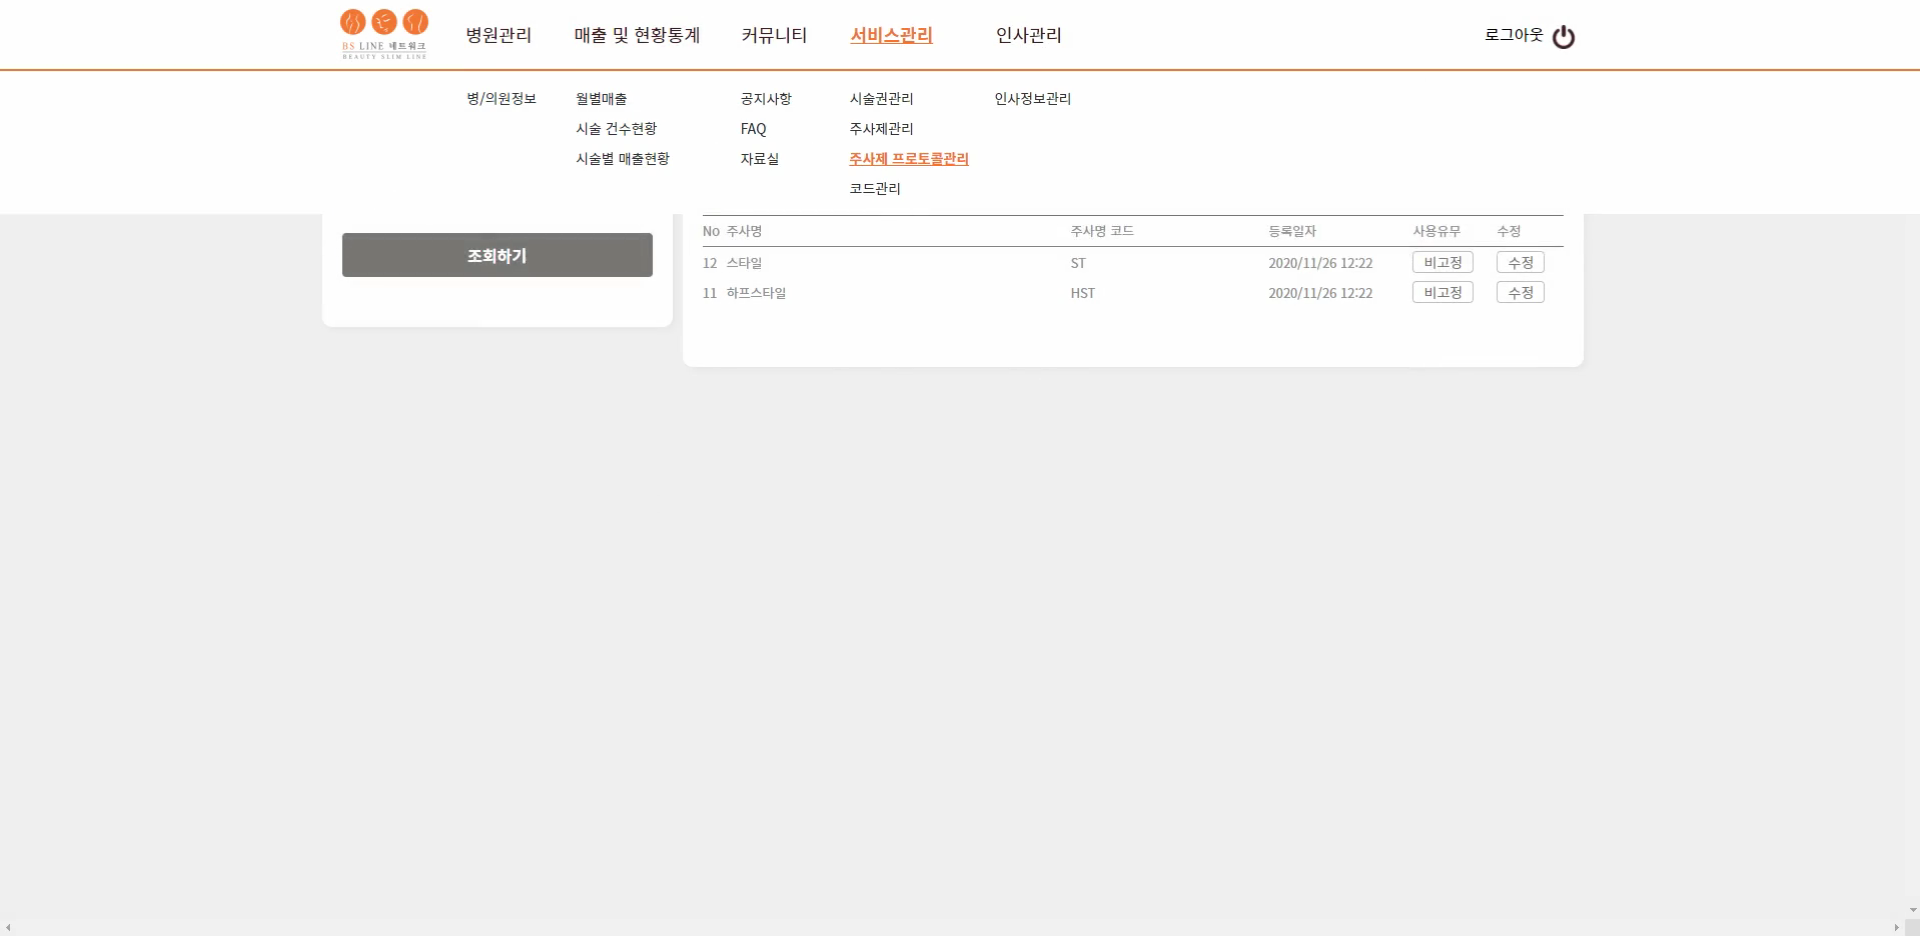 BS LINE 네트워크
BEAUTY SLIM LINE
병원관리 매출 및 현황통계 커뮤니티 서비스관리 인사관리 로그아웃
병/의원정보 월별매출 공지사항 시술권관리 인사정보관리
시술 건수현황 FAQ 주사제관리
시술별 매출현황 자료실 주사제 프로토콜관리
코드관리
No 주사명 주사명 코드 등록일자 사용유무 수정
조회하기
12 스타일 ST 2020/11/26 12:22 비고정 수정
11 하프스타일 HST 2020/11/26 12:22 비고정 수정